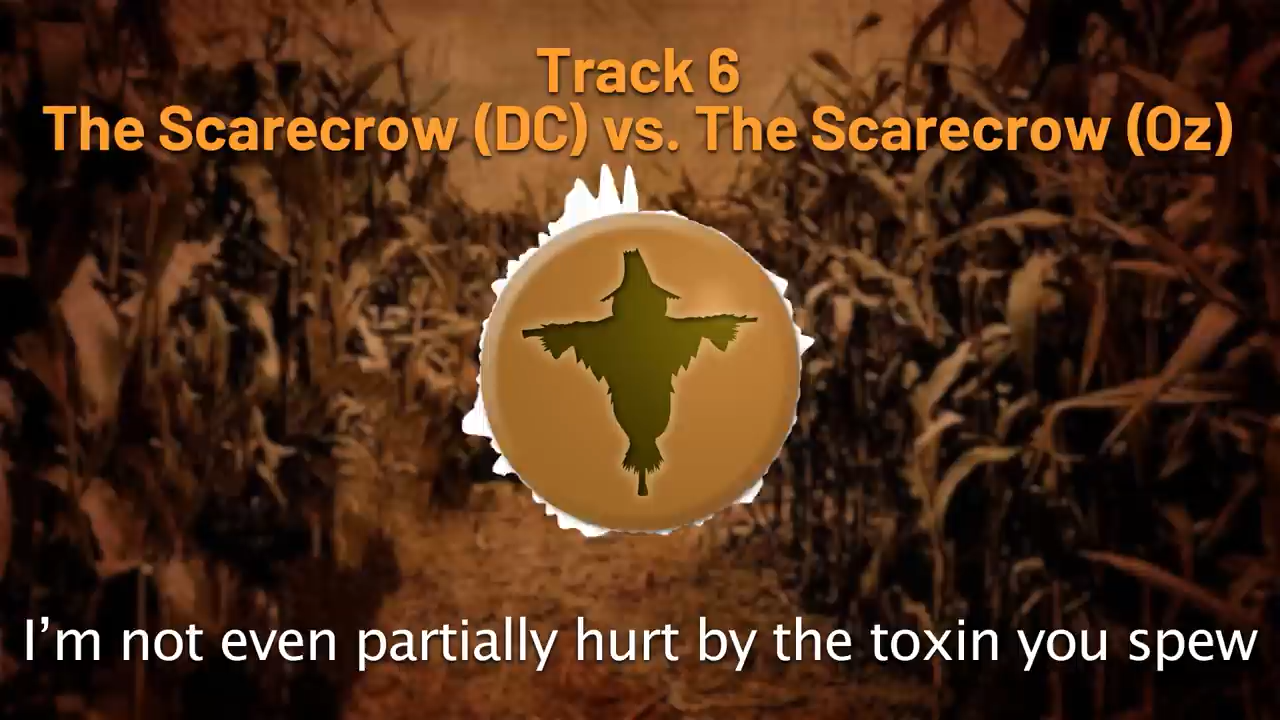 Track 6
The Scarecrow (DC) vs. The Scarecrow (Oz)
I’m not even partially hurt by the toxin you spew